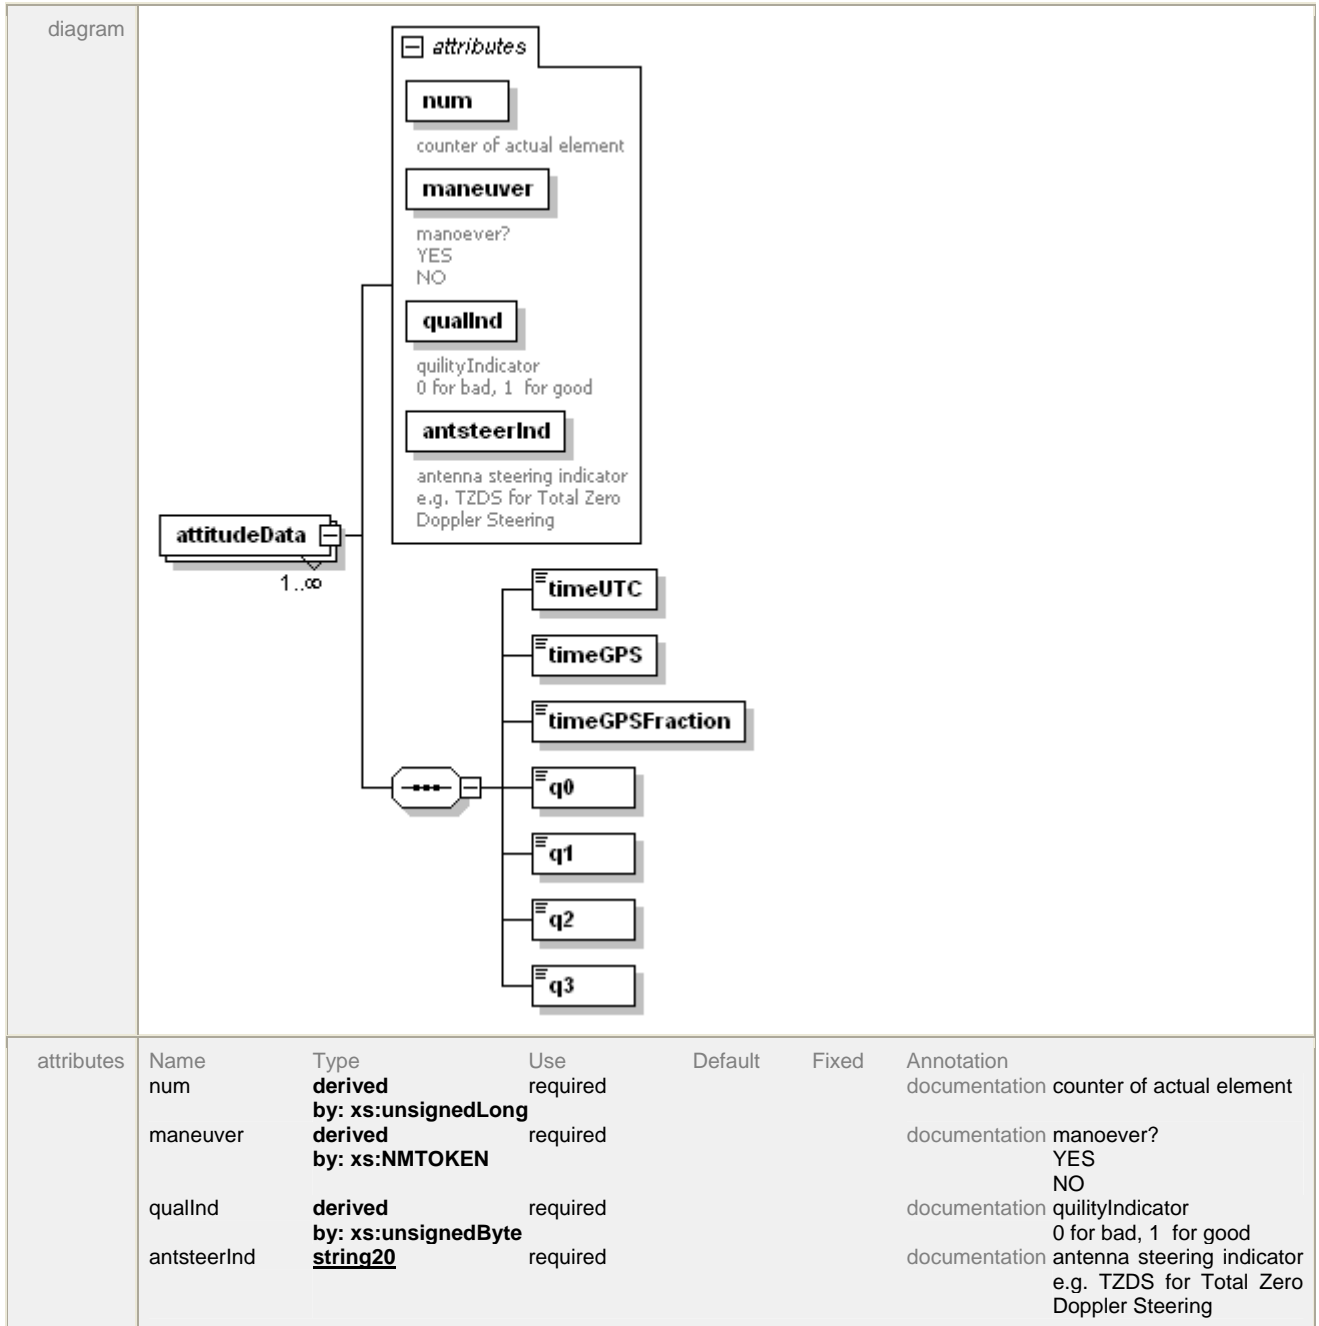 diagram
attributes
num
counter of actual element
maneuver
manoever?
YES
NO
qualInd
quilityIndicator
0 for bad, 1 for good
antsteerInd
antenna steering indicator
e.g. TZDS for Total Zero
Doppler Steering
attitudeData
1..∞
timeUTC
timeGPS
timeGPSFraction
q0
q1
q2
q3
attributes Name Type Use Default Fixed Annotation
num derived required documentation counter of actual element
by: xs:unsignedLong
maneuver derived required documentation manoever?
by: xs:NMTOKEN YES
NO
qualInd derived required documentation quilityIndicator
by: xs:unsignedByte 0 for bad, 1 for good
antsteerInd string20 required documentation antenna steering indicator
e.g. TZDS for Total Zero
Doppler Steering